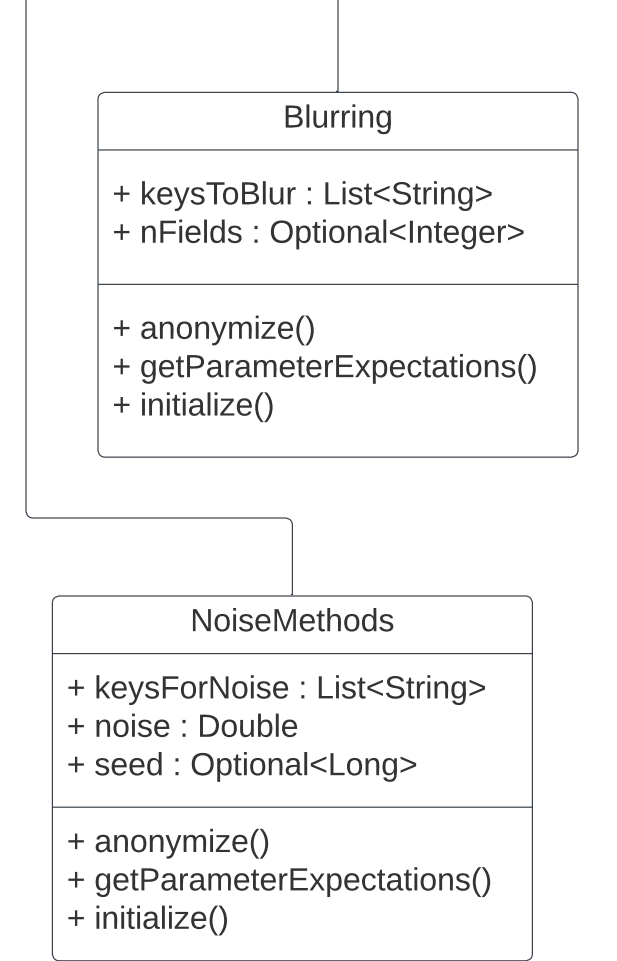 Blurring
+ keysToBlur : List<String>
+ nFields : Optional<Integer>
+ anonymize()
+ getParameterExpectations()
+ initialize()
NoiseMethods
+ keysForNoise : List<String>
+ noise : Double
+ seed : Optional<Long>
+ anonymize()
+ getParameterExpectations()
+ initialize()